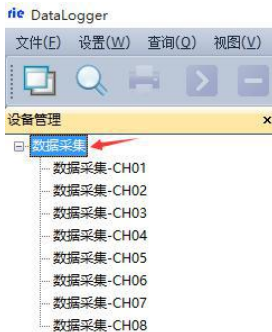 rie DataLogger
文件(F) 设置(W) 查询(Q) 视图(V)
设备管理 ×
数据采集
数据采集-CH01
数据采集-CH02
数据采集-CH03
数据采集-CH04
数据采集-CH05
数据采集-CH06
数据采集-CH07
数据采集-CH08